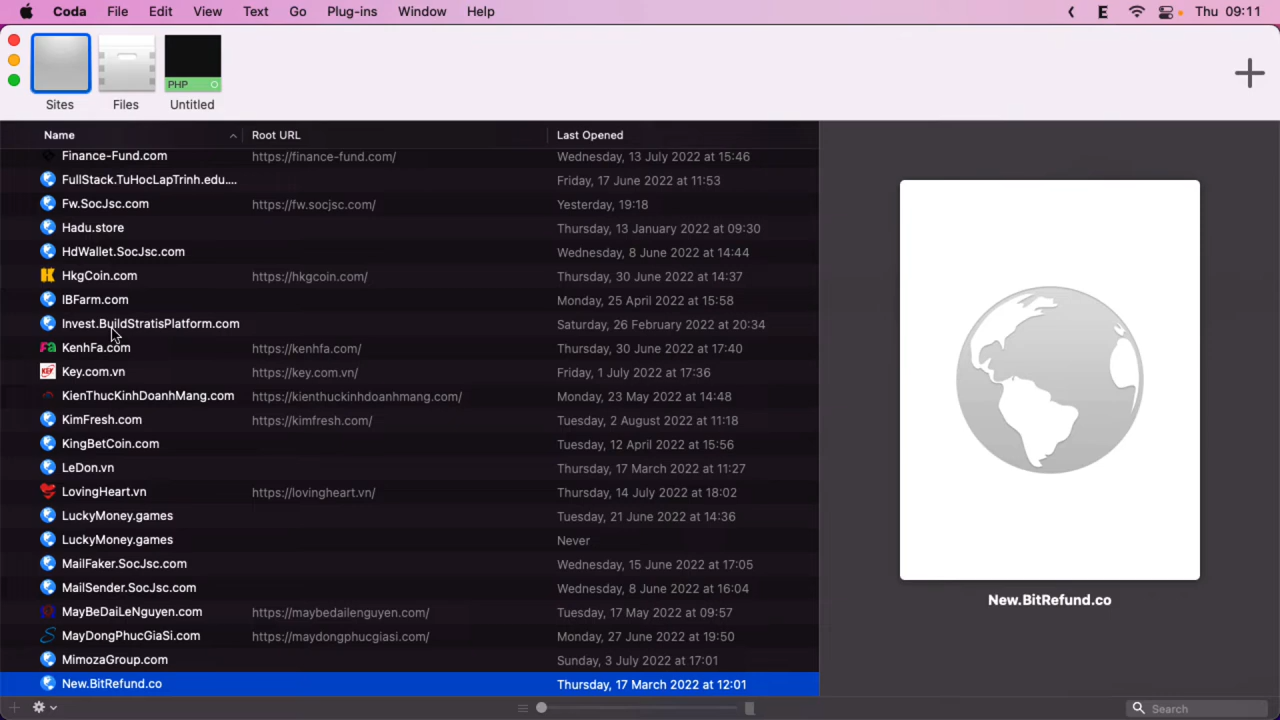 Coda File Edit View Text Go Plug-ins Window Help E Thu 09:11
PHP
Sites Files Untitled
Name Root URL Last Opened
Finance-Fund.com https://finance-fund.com/ Wednesday, 13 July 2022 at 15:46
FullStack.TuHocLapTrinh.edu.... Friday, 17 June 2022 at 11:53
Fw.SocJsc.com https://fw.socjsc.com/ Yesterday, 19:18
Hadu.store Thursday, 13 January 2022 at 09:30
HdWallet.SocJsc.com Wednesday, 8 June 2022 at 14:44
HkgCoin.com https://hkgcoin.com/ Thursday, 30 June 2022 at 14:37
IBFarm.com Monday, 25 April 2022 at 15:58
Invest.BuildStratisPlatform.com Saturday, 26 February 2022 at 20:34
KenhFa.com https://kenhfa.com/ Thursday, 30 June 2022 at 17:40
Key.com.vn https://key.com.vn/ Friday, 1 July 2022 at 17:36
KienThucKinhDoanhMang.com https://kienthuckinhdoanhmang.com/ Monday, 23 May 2022 at 14:48
KimFresh.com https://kimfresh.com/ Tuesday, 2 August 2022 at 11:18
KingBetCoin.com Tuesday, 12 April 2022 at 15:56
LeDon.vn Thursday, 17 March 2022 at 11:27
LovingHeart.vn https://lovingheart.vn/ Thursday, 14 July 2022 at 18:02
LuckyMoney.games Tuesday, 21 June 2022 at 14:36
LuckyMoney.games Never
MailFaker.SocJsc.com Wednesday, 15 June 2022 at 17:05
MailSender.SocJsc.com Wednesday, 8 June 2022 at 16:04
MayBeDaiLeNguyen.com https://maybedailenguyen.com/ Tuesday, 17 May 2022 at 09:57
MayDongPhucGiaSi.com https://maydongphucgiasi.com/ Monday, 27 June 2022 at 19:50
MimozaGroup.com Sunday, 3 July 2022 at 17:01
New.BitRefund.co Thursday, 17 March 2022 at 12:01
New.BitRefund.co
Search